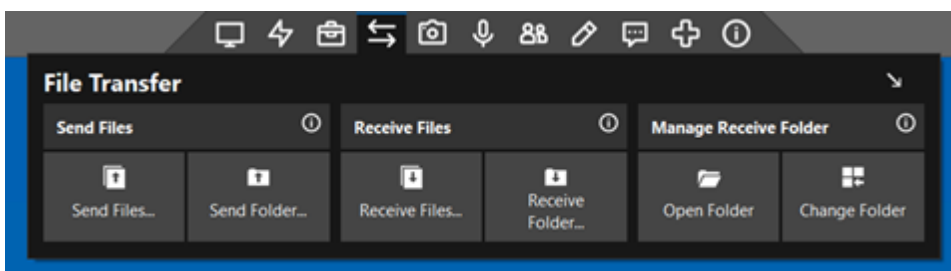 File Transfer
Send Files
Receive Files
Manage Receive Folder
Send Files...
Send Folder...
Receive Files...
Receive
Folder...
Open Folder
Change Folder